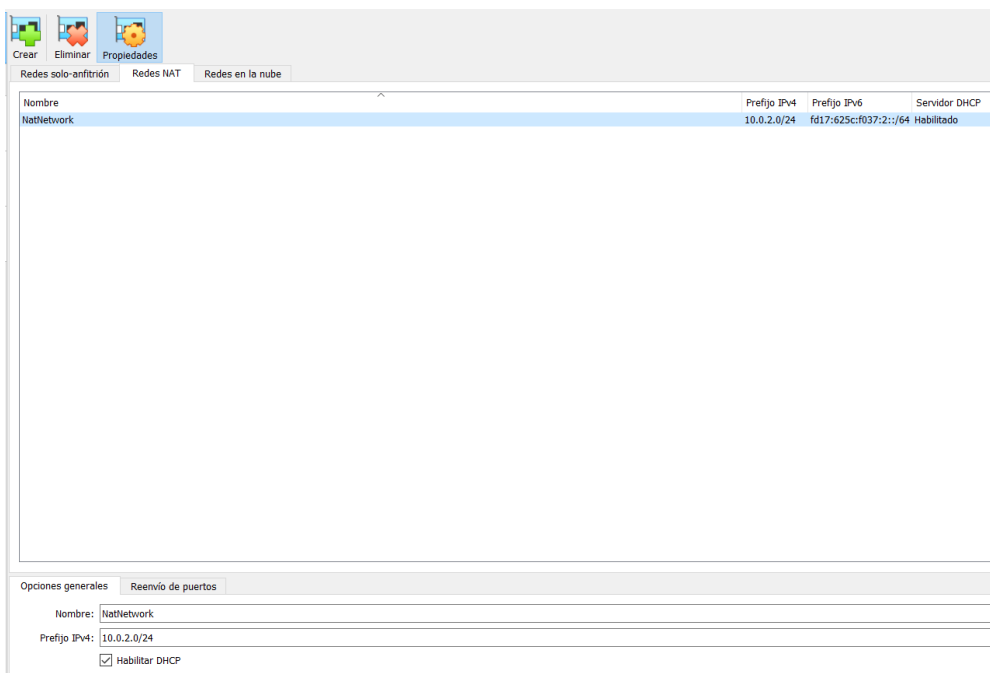 Crear Eliminar Propiedades
Redes solo-anfitrión Redes NAT Redes en la nube
Nombre Prefijo IPv4 Prefijo IPv6 Servidor DHCP
NatNetwork 10.0.2.0/24 fd17:625c:f037:2::/64 Habilitado
Opciones generales Reenvío de puertos
Nombre: NatNetwork
Prefijo IPv4: 10.0.2.0/24
Habilitar DHCP